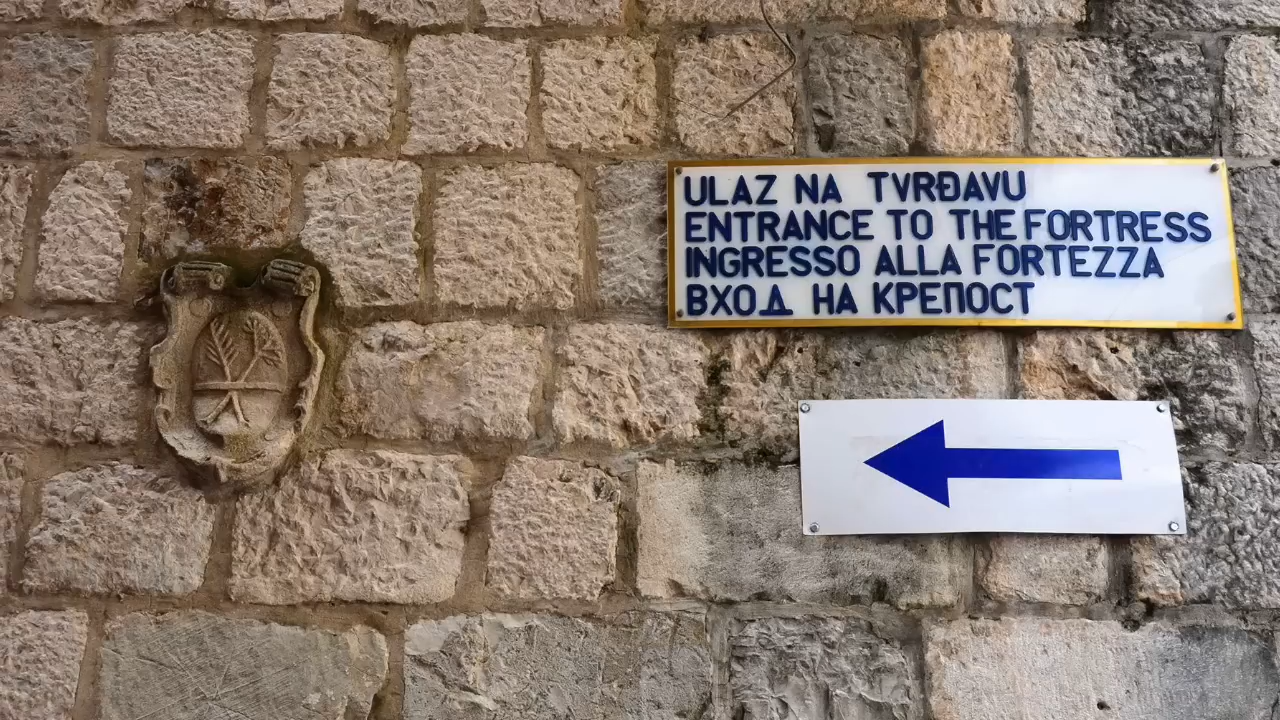 ULAZ NA TVRĐAVU
ENTRANCE TO THE FORTRESS
INGRESSO ALLA FORTEZZA
ВХОД НА КРЕПОСТ